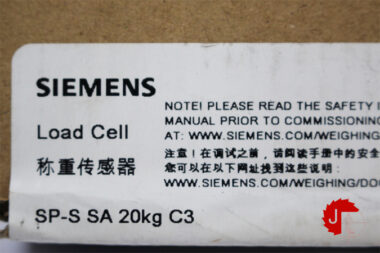 SIEMENS
Load Cell
称重传感器
SP-S SA 20kg C3
NOTE! PLEASE READ THE SAFETY
MANUAL PRIOR TO COMMISSIONING
AT: WWW.SIEMENS.COM/WEIGHING/
注意！在调试之前，请阅读手册中的安全
您可以在以下网址找到这些说明：
WWW.SIEMENS.COM/WEIGHING/DO